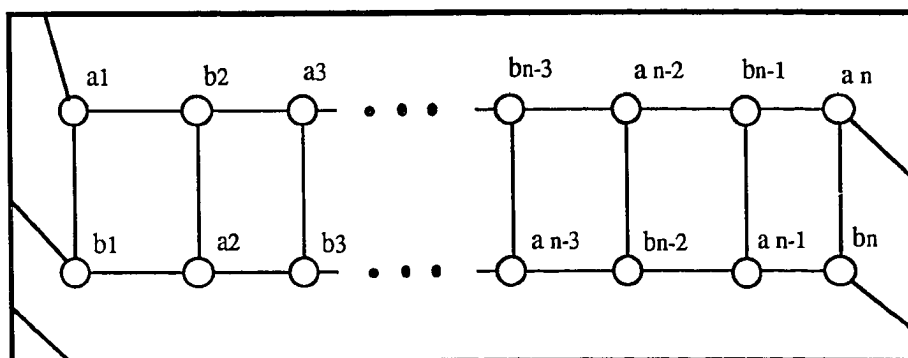 a1 b2 a3 bn-3 a n-2 bn-1 a n
b1 a2 b3 a n-3 bn-2 a n-1 bn